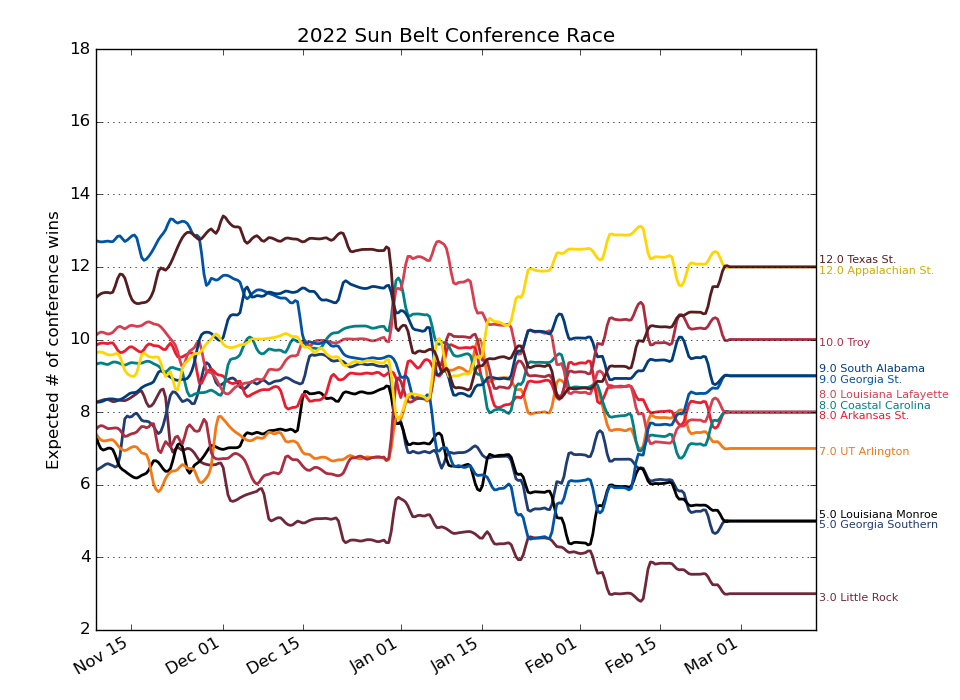 2022 Sun Belt Conference Race
Expected # of conference wins
18
16
14
12
10
8
6
4
2
Nov 15
Dec 01
Dec 15
Jan 01
Jan 15
Feb 01
Feb 15
Mar 01
12.0 Texas St.
12.0 Appalachian St.
10.0 Troy
9.0 South Alabama
9.0 Georgia St.
8.0 Louisiana Lafayette
8.0 Coastal Carolina
8.0 Arkansas St.
7.0 UT Arlington
5.0 Louisiana Monroe
5.0 Georgia Southern
3.0 Little Rock